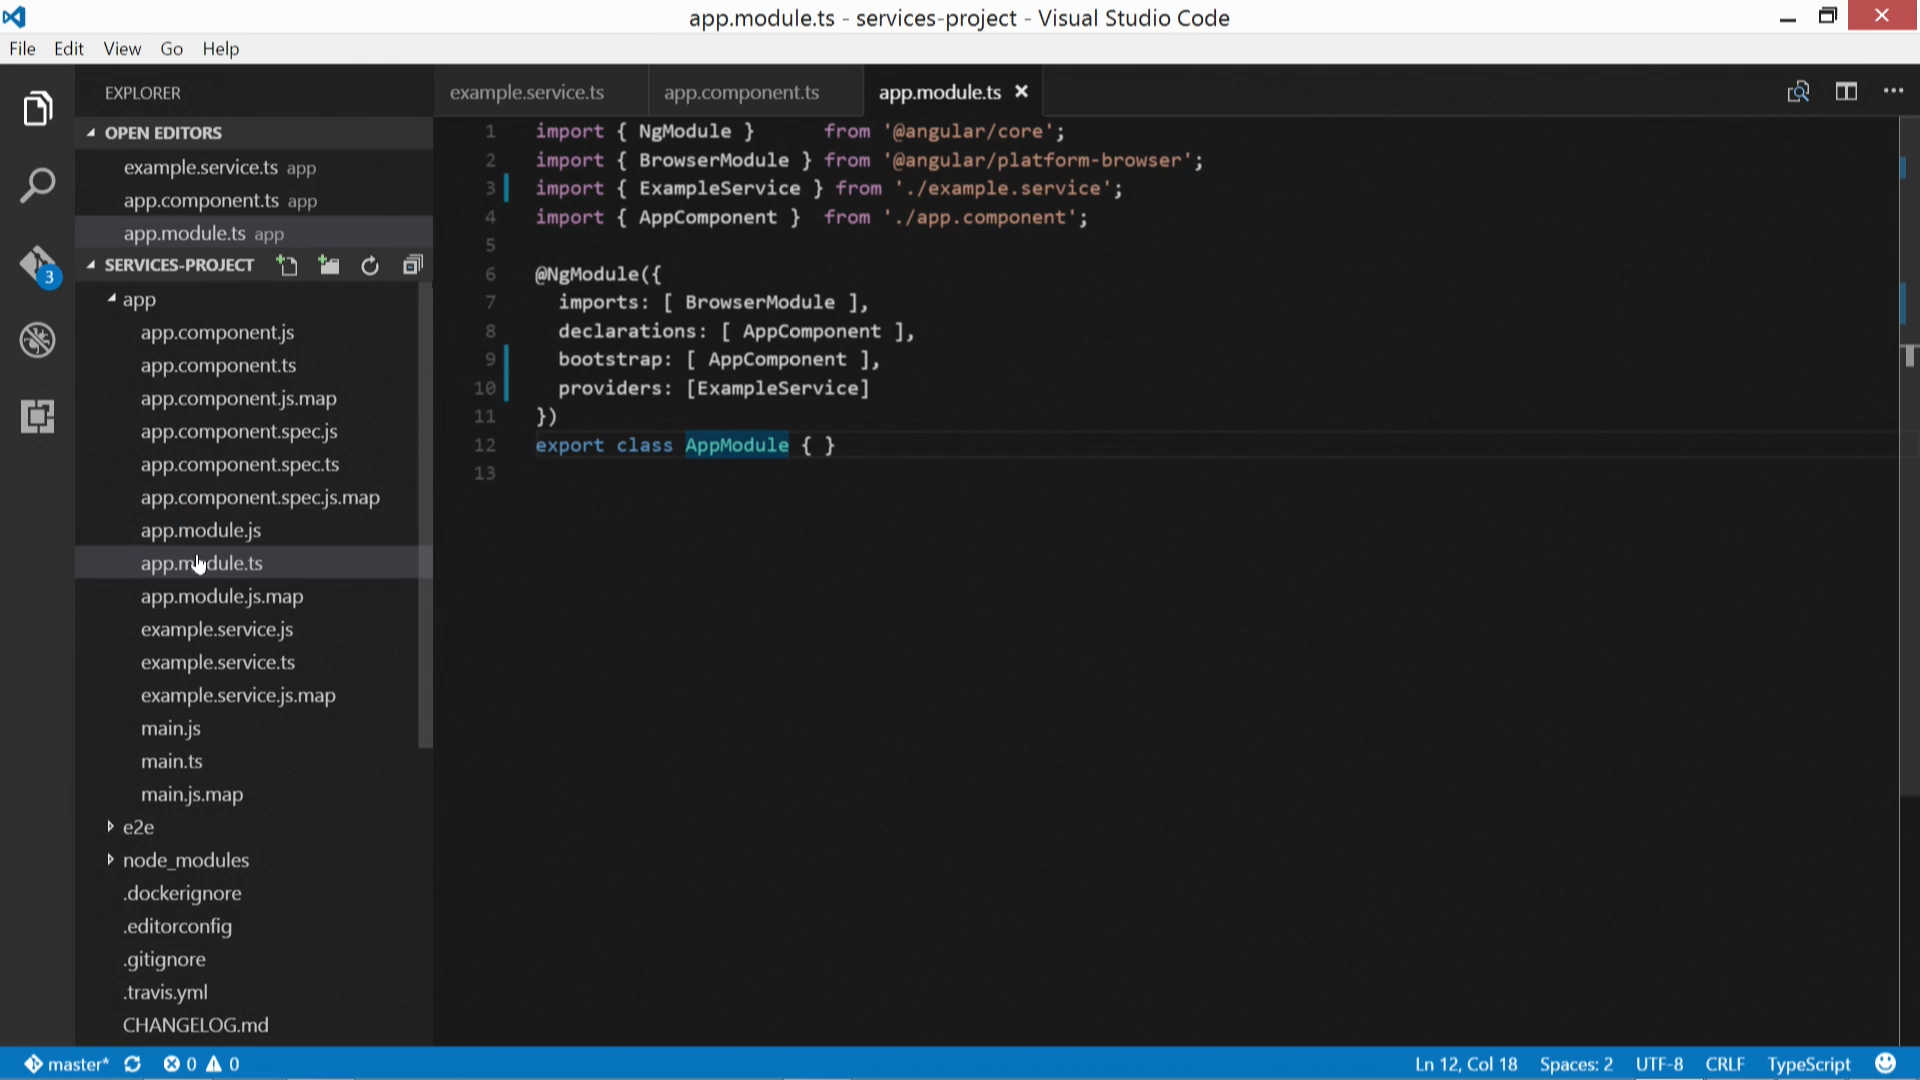 app.module.ts - services-project - Visual Studio Code
File Edit View Go Help
EXPLORER
OPEN EDITORS
example.service.ts app
app.component.ts app
app.module.ts app
SERVICES-PROJECT
app
app.component.js
app.component.ts
app.component.js.map
app.component.spec.js
app.component.spec.ts
app.component.spec.js.map
app.module.js
app.module.ts
app.module.js.map
example.service.js
example.service.ts
example.service.js.map
main.js
main.ts
main.js.map
e2e
node_modules
.dockerignore
.editorconfig
.gitignore
.travis.yml
CHANGELOG.md
3
example.service.ts app.component.ts app.module.ts
1 import { NgModule }      from '@angular/core';
2 import { BrowserModule } from '@angular/platform-browser';
3 import { ExampleService } from './example.service';
4 import { AppComponent }  from './app.component';
5
6 @NgModule({
7   imports: [ BrowserModule ],
8   declarations: [ AppComponent ],
9   bootstrap: [ AppComponent ],
10   providers: [ExampleService]
11 })
12 export class AppModule { }
13
master* 0 0 Ln 12, Col 18 Spaces: 2 UTF-8 CRLF TypeScript